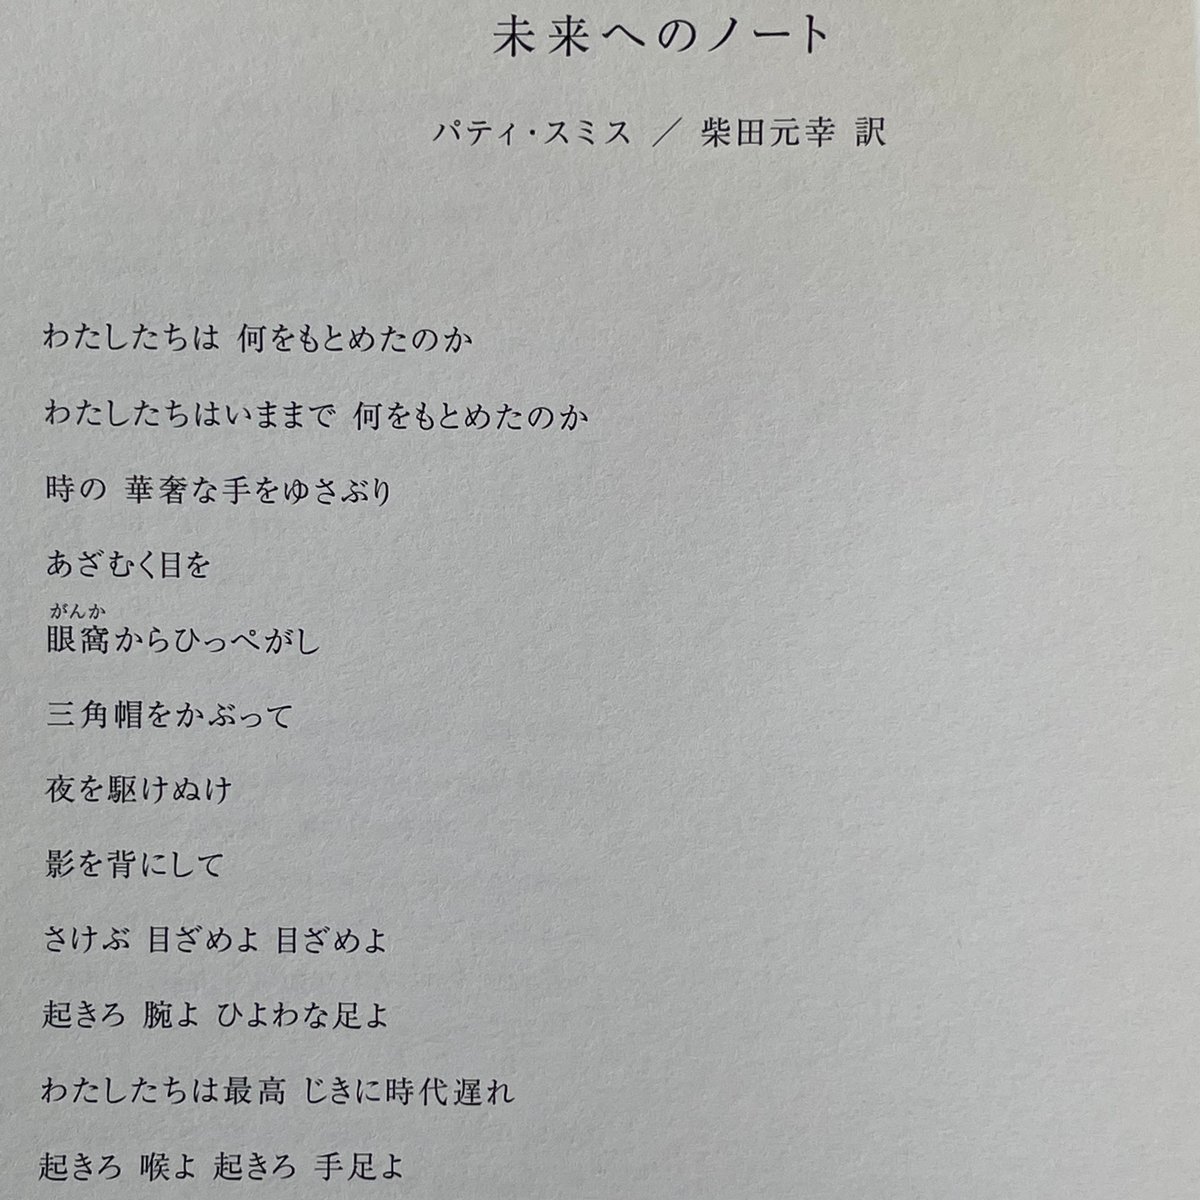 未来へのノート
パティ・スミス ／ 柴田元幸 訳
わたしたちは 何をもとめたのか
わたしたちはいままで 何をもとめたのか
時の 華奢な手をゆさぶり
あざむく目を
がんか
眼窩からひっぺがし
三角帽をかぶって
夜を駆けぬけ
影を背にして
さけぶ 目ざめよ 目ざめよ
起きろ 腕よ ひよわな足よ
わたしたちは最高 じきに時代遅れ
起きろ 喉よ 起きろ 手足よ